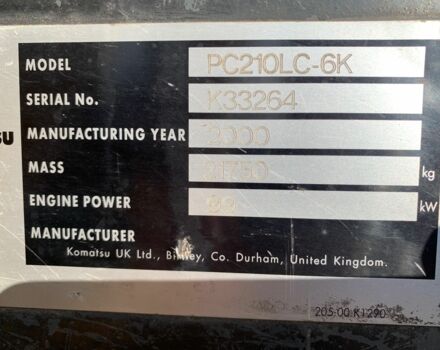 MODEL PC210LC-6K
SERIAL No. K33264
SU MANUFACTURING YEAR 2000
MASS 21750 kg
ENGINE POWER kW
MANUFACTURER
Komatsu UK Ltd., Birtley, Co. Durham, United Kingdom.
205-00-K1290